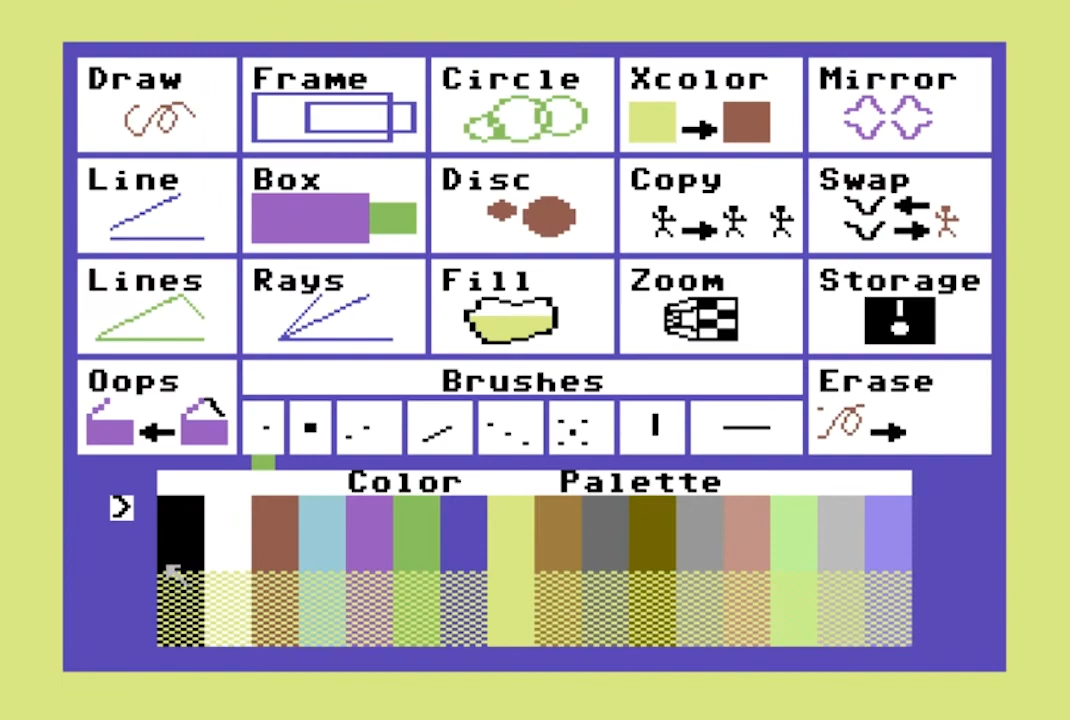 Draw Frame Circle Xcolor Mirror
Line Box Disc Copy Swap
Lines Rays Fill Zoom Storage
Oops Brushes Erase
Color Palette